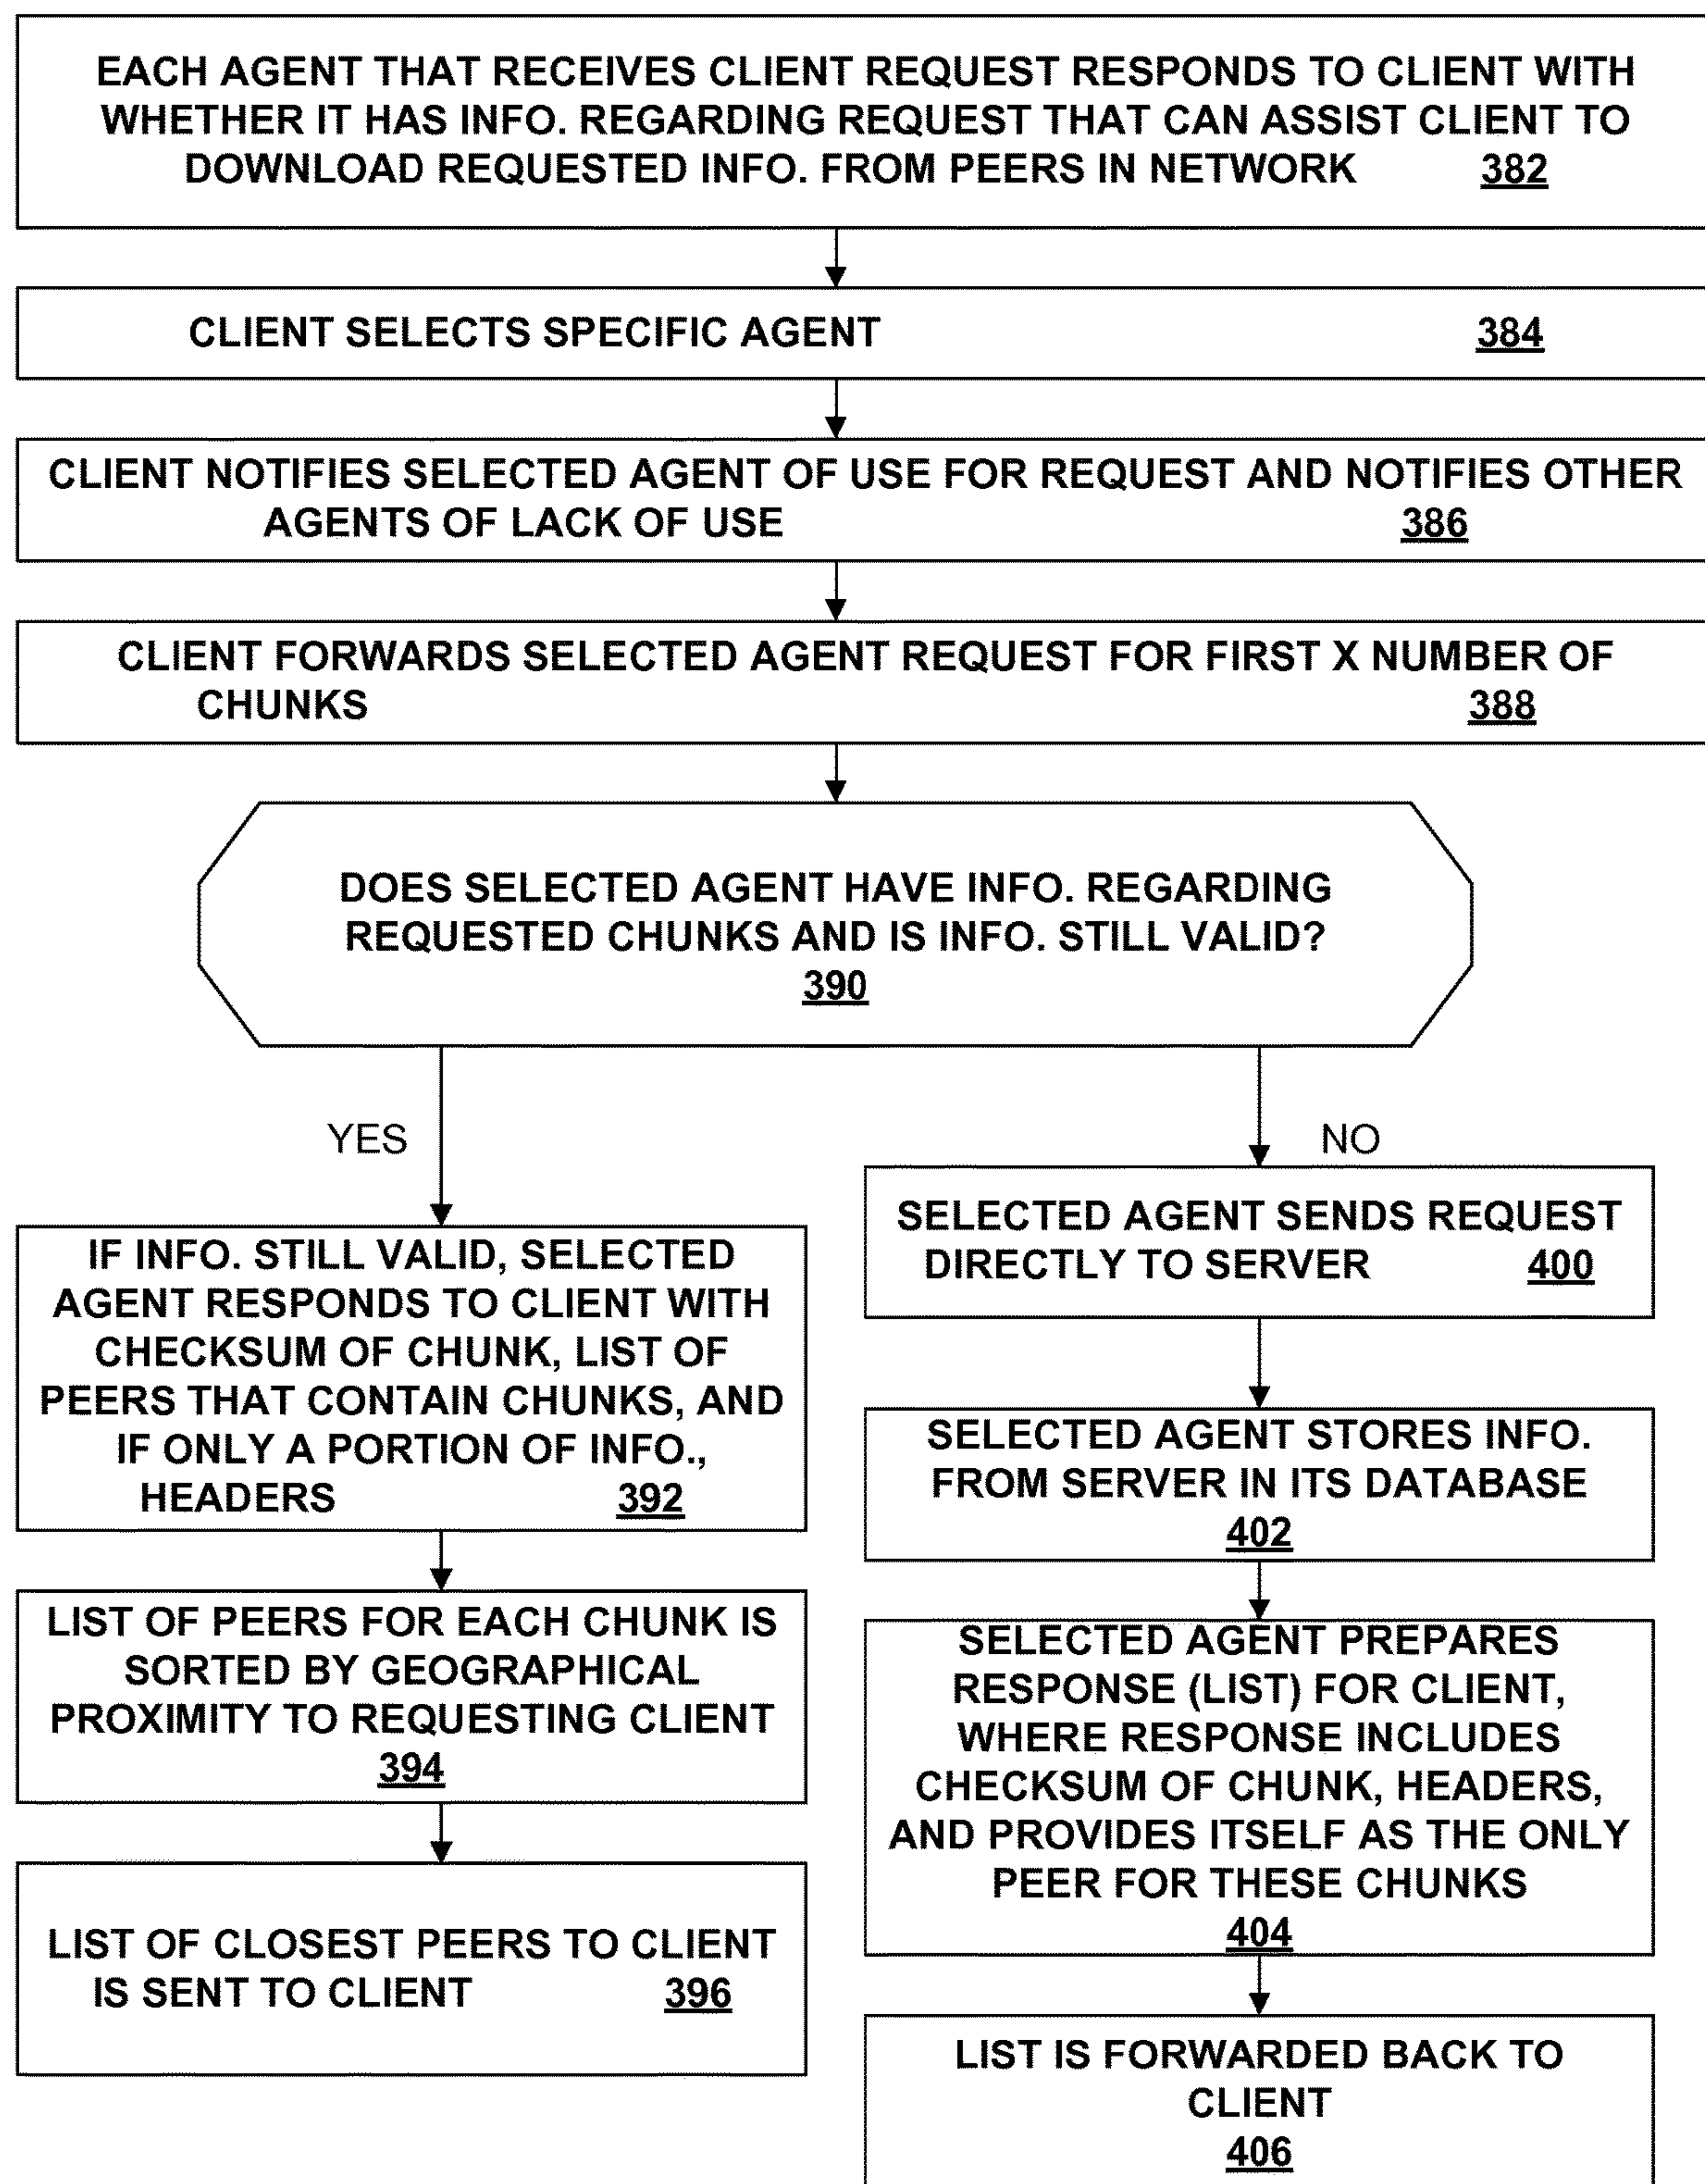 EACH AGENT THAT RECEIVES CLIENT REQUEST RESPONDS TO CLIENT WITH
WHETHER IT HAS INFO. REGARDING REQUEST THAT CAN ASSIST CLIENT TO
DOWNLOAD REQUESTED INFO. FROM PEERS IN NETWORK 382
CLIENT SELECTS SPECIFIC AGENT 384
CLIENT NOTIFIES SELECTED AGENT OF USE FOR REQUEST AND NOTIFIES OTHER
AGENTS OF LACK OF USE 386
CLIENT FORWARDS SELECTED AGENT REQUEST FOR FIRST X NUMBER OF
CHUNKS 388
DOES SELECTED AGENT HAVE INFO. REGARDING
REQUESTED CHUNKS AND IS INFO. STILL VALID?
390
YES
IF INFO. STILL VALID, SELECTED
AGENT RESPONDS TO CLIENT WITH
CHECKSUM OF CHUNK, LIST OF
PEERS THAT CONTAIN CHUNKS, AND
IF ONLY A PORTION OF INFO.,
HEADERS 392
LIST OF PEERS FOR EACH CHUNK IS
SORTED BY GEOGRAPHICAL
PROXIMITY TO REQUESTING CLIENT
394
LIST OF CLOSEST PEERS TO CLIENT
IS SENT TO CLIENT 396
NO
SELECTED AGENT SENDS REQUEST
DIRECTLY TO SERVER 400
SELECTED AGENT STORES INFO.
FROM SERVER IN ITS DATABASE
402
SELECTED AGENT PREPARES
RESPONSE (LIST) FOR CLIENT,
WHERE RESPONSE INCLUDES
CHECKSUM OF CHUNK, HEADERS,
AND PROVIDES ITSELF AS THE ONLY
PEER FOR THESE CHUNKS
404
LIST IS FORWARDED BACK TO
CLIENT
406